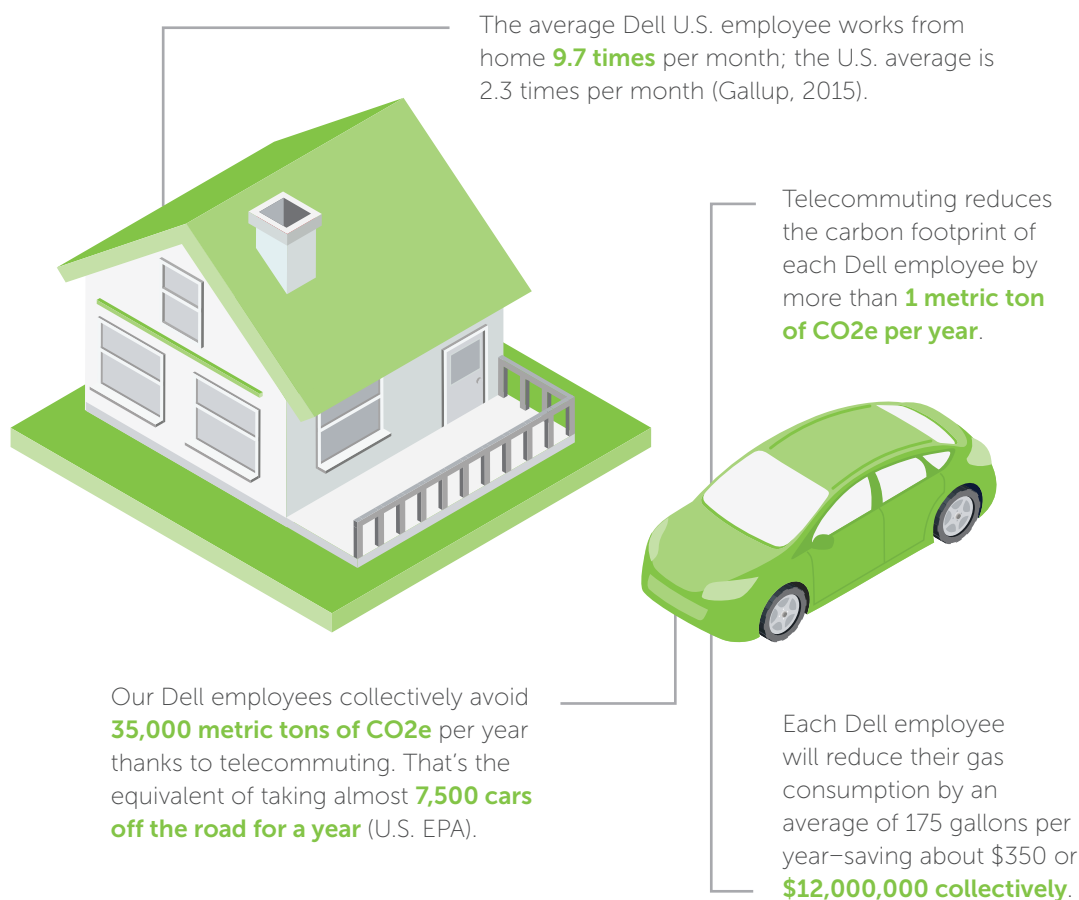 The average Dell U.S. employee works from
home 9.7 times per month; the U.S. average is
2.3 times per month (Gallup, 2015).
Telecommuting reduces
the carbon footprint of
each Dell employee by
more than 1 metric ton
of CO2e per year.
Our Dell employees collectively avoid
35,000 metric tons of CO2e per year
thanks to telecommuting. That’s the
equivalent of taking almost 7,500 cars
off the road for a year (U.S. EPA).
Each Dell employee
will reduce their gas
consumption by an
average of 175 gallons per
year–saving about $350 or
$12,000,000 collectively.